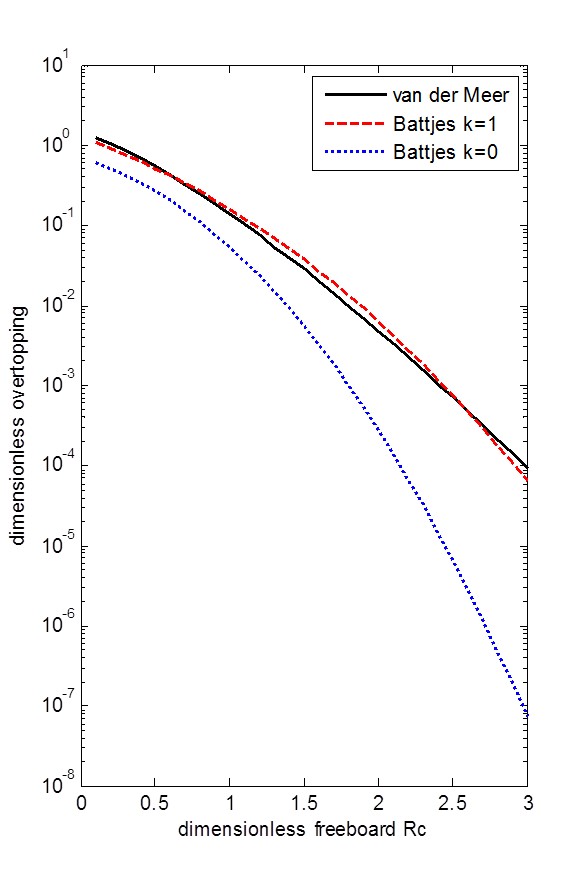 van der Meer
Battjes k=1
Battjes k=0
dimensionless overtopping
10^1
10^0
10^-1
10^-2
10^-3
10^-4
10^-5
10^-6
10^-7
10^-8
0 0.5 1 1.5 2 2.5 3
dimensionless freeboard Rc